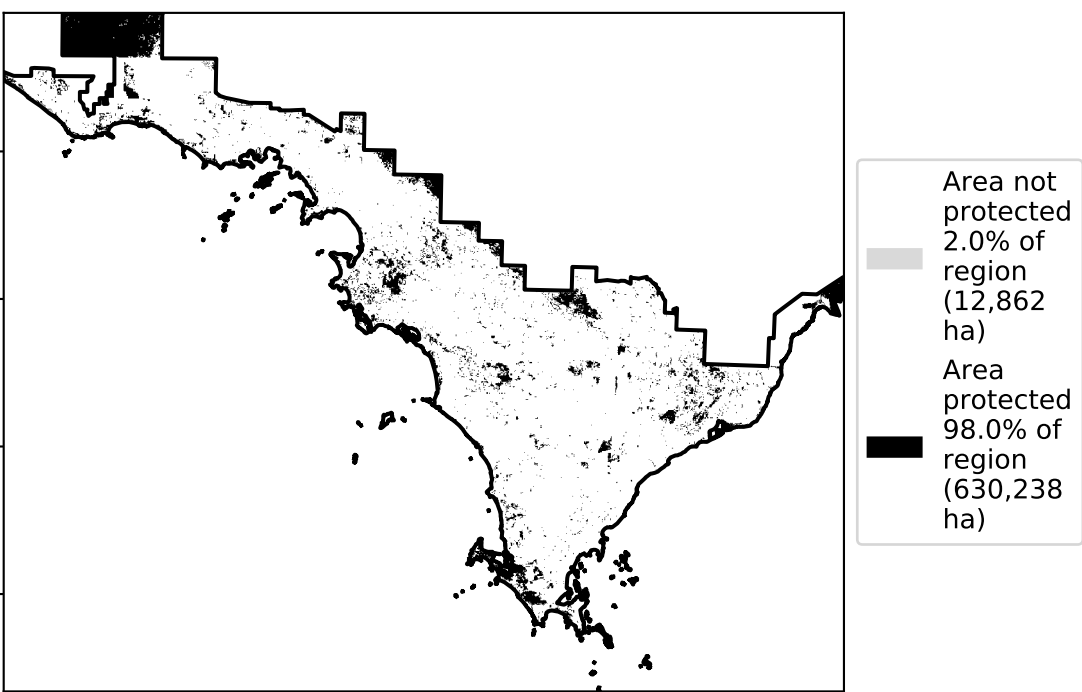 Area not
protected
2.0% of
region
(12,862
ha)
Area
protected
98.0% of
region
(630,238
ha)